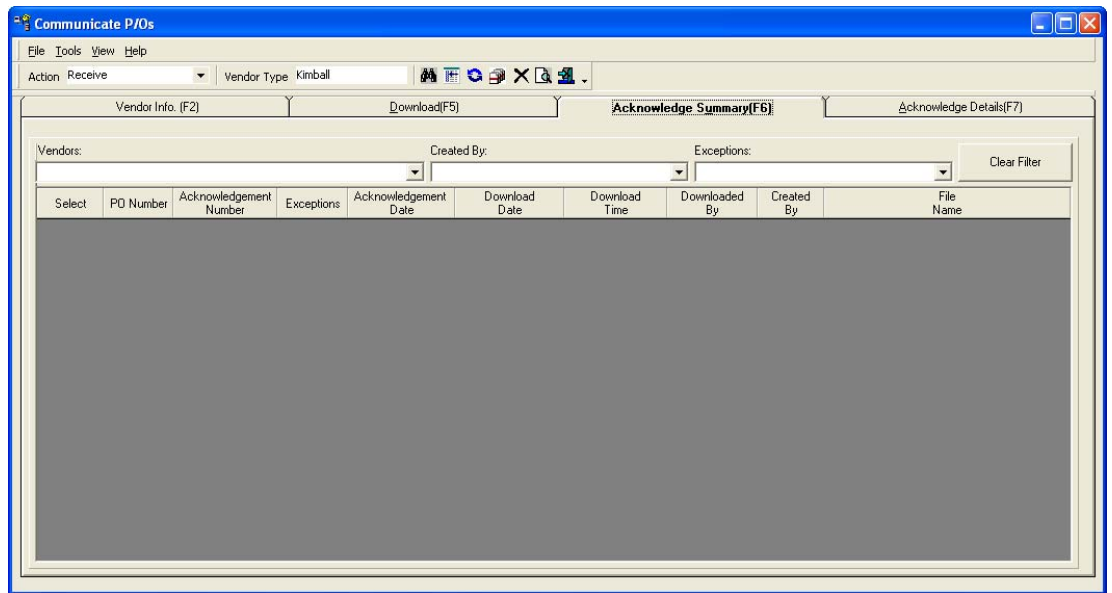 Communicate P/Os
File Tools View Help
Action Receive Vendor Type Kimball
Vendor Info. (F2) Download(F5) Acknowledge Summary(F6) Acknowledge Details(F7)
Vendors: Created By: Exceptions:
Clear Filter
Select PO Number Acknowledgement Number Exceptions Acknowledgement Date Download Date Download Time Downloaded By Created By File Name